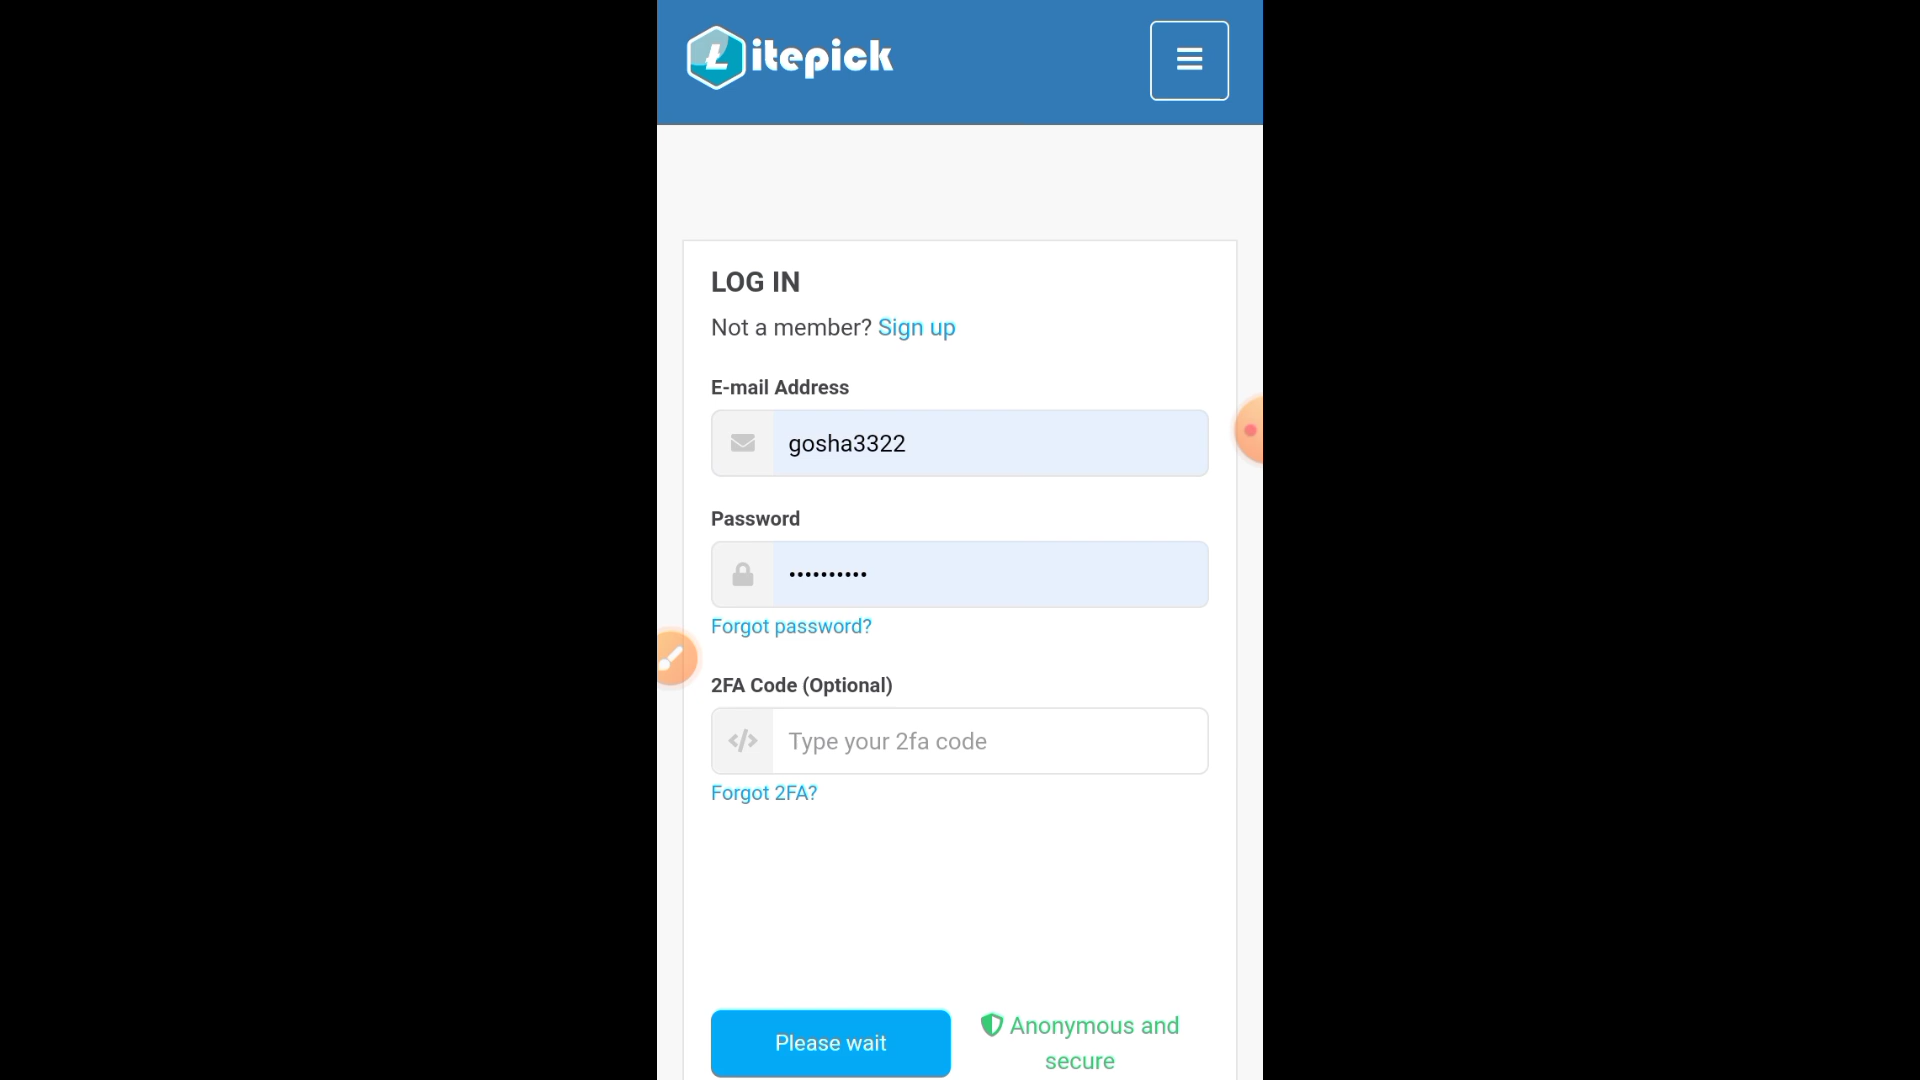 Litepick
LOG IN
Not a member? Sign up
E-mail Address
gosha3322
Password
••••••••••
Forgot password?
2FA Code (Optional)
Type your 2fa code
Forgot 2FA?
Please wait
Anonymous and
secure